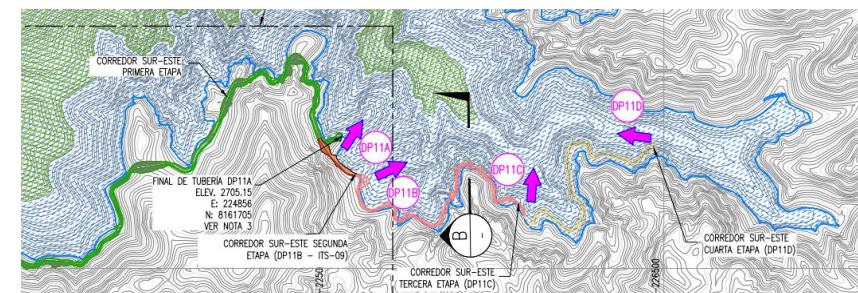 CORREDOR SUR-ESTE
PRIMERA ETAPA
DP11A
DP11B
DP11C
DP11D
FINAL DE TUBERÍA DP11A
ELEV. 2705.15
E: 224856
N: 8161705
VER NOTA 3
CORREDOR SUR-ESTE SEGUNDA
ETAPA (DP11B - ITS-09)
B
-
CORREDOR SUR-ESTE
TERCERA ETAPA (DP11C)
CORREDOR SUR-ESTE
CUARTA ETAPA (DP11D)
226500